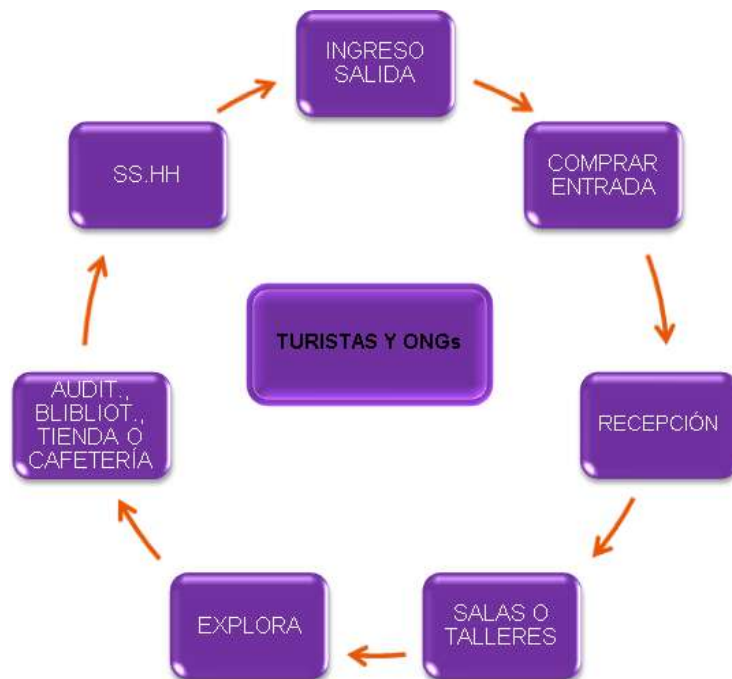 INGRESO
SALIDA
COMPRAR
ENTRADA
RECEPCIÓN
SALAS O
TALLERES
EXPLORA
AUDIT.,
BLIBLIOT.,
TIENDA O
CAFETERÍA
SS.HH
TURISTAS Y ONGs